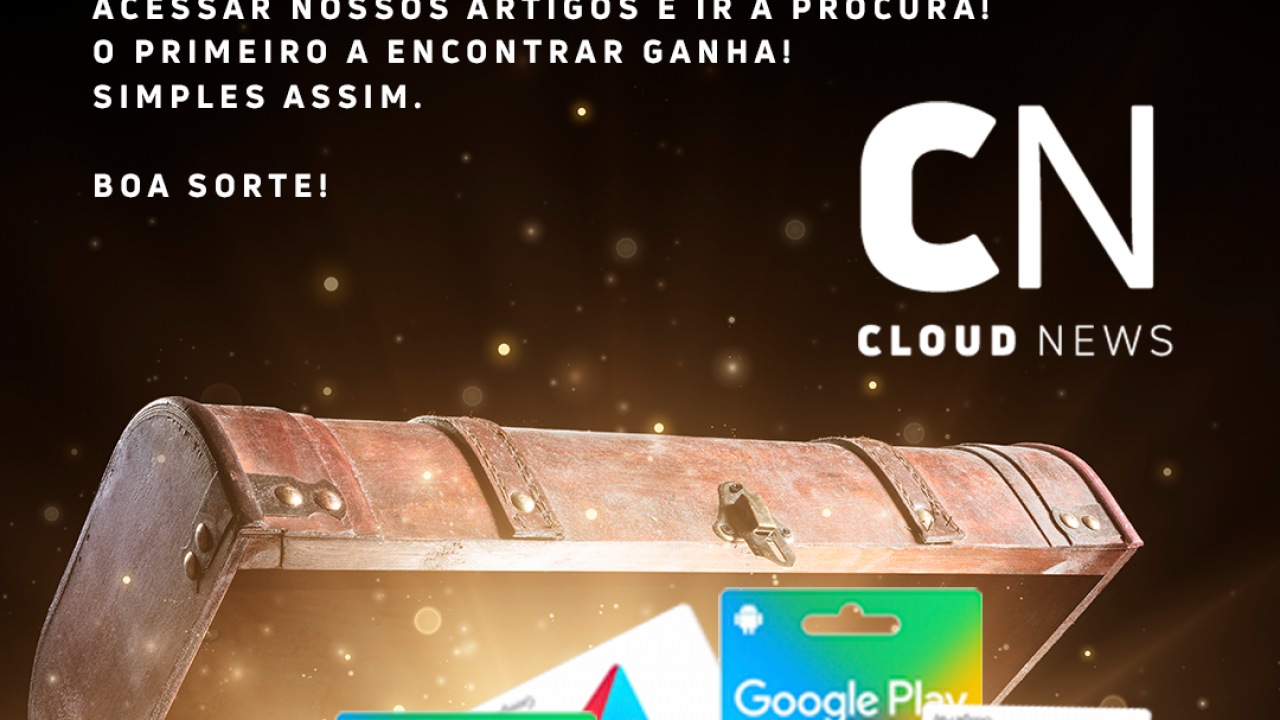 ACESSAR NOSSOS ARTIGOS E IR À PROCURA!
O PRIMEIRO A ENCONTRAR GANHA!
SIMPLES ASSIM.
BOA SORTE!
CN
CLOUD NEWS
Google Play